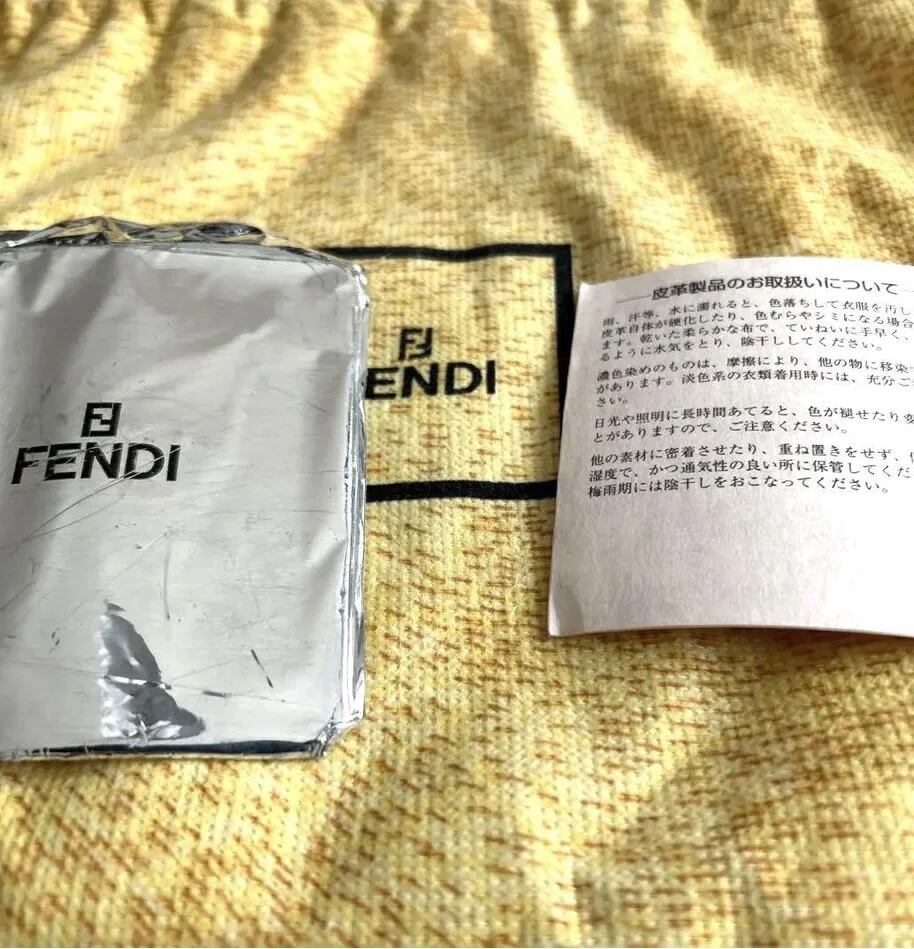 FENDI
ENDI
皮革製品のお取扱いについて
雨、汗等、水に濡れると、色落ちして衣服を汚し
皮革自体が硬化したり、色むらやシミになる場合
ます。乾いた柔らかな布で、ていねいに手早く、
るように水気をとり、陰干ししてください。
濃色染めのものは、摩擦により、他の物に移染
があります。淡色系の衣類着用時には、充分ご
さい。
日光や照明に長時間あてると、色が褪せたり変
とがありますので、ご注意ください。
他の素材に密着させたり、重ね置きをせず、
湿度で、かつ通気性の良い所に保管してくだ
梅雨期には陰干しをおこなってください。